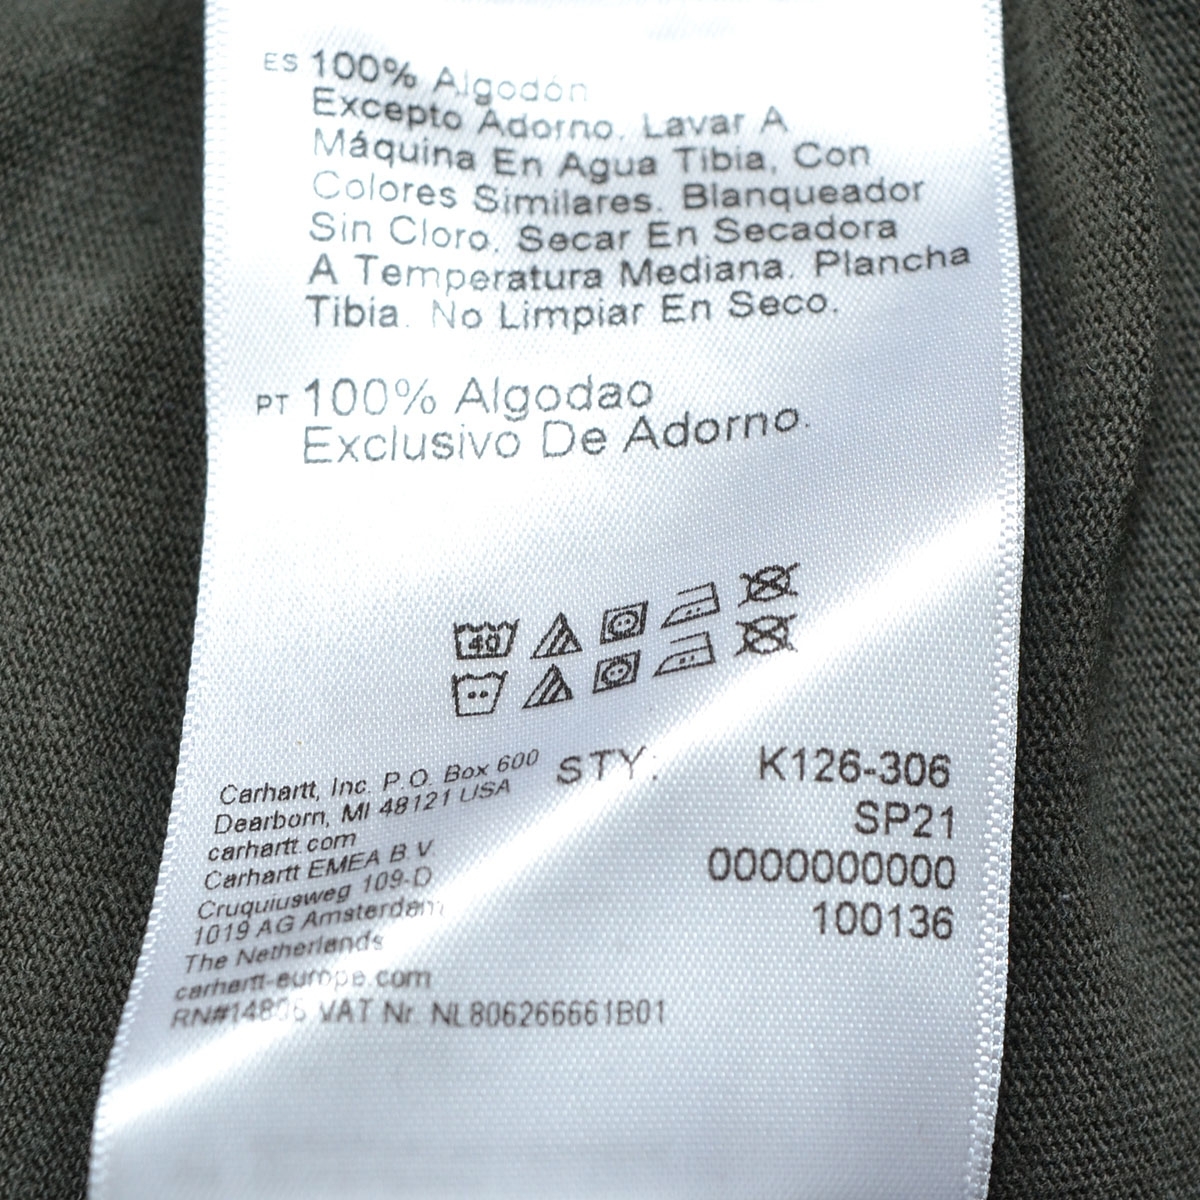 ES 100% Algodón
Excepto Adorno. Lavar A
Máquina En Agua Tibia, Con
Colores Similares. Blanqueador
Sin Cloro. Secar En Secadora
A Temperatura Mediana. Plancha
Tibia. No Limpiar En Seco.
PT 100% Algodao
Exclusivo De Adorno.
40
Carhartt, Inc. P.O. Box 600
Dearborn, MI 48121 USA
carhartt.com
Carhartt EMEA B.V.
Cruquiusweg 109-D
1019 AG Amsterdam
The Netherlands
carhartt-europe.com
RN#14806 VAT Nr. NL806266661B01
STY: K126-306
SP21
0000000000
100136